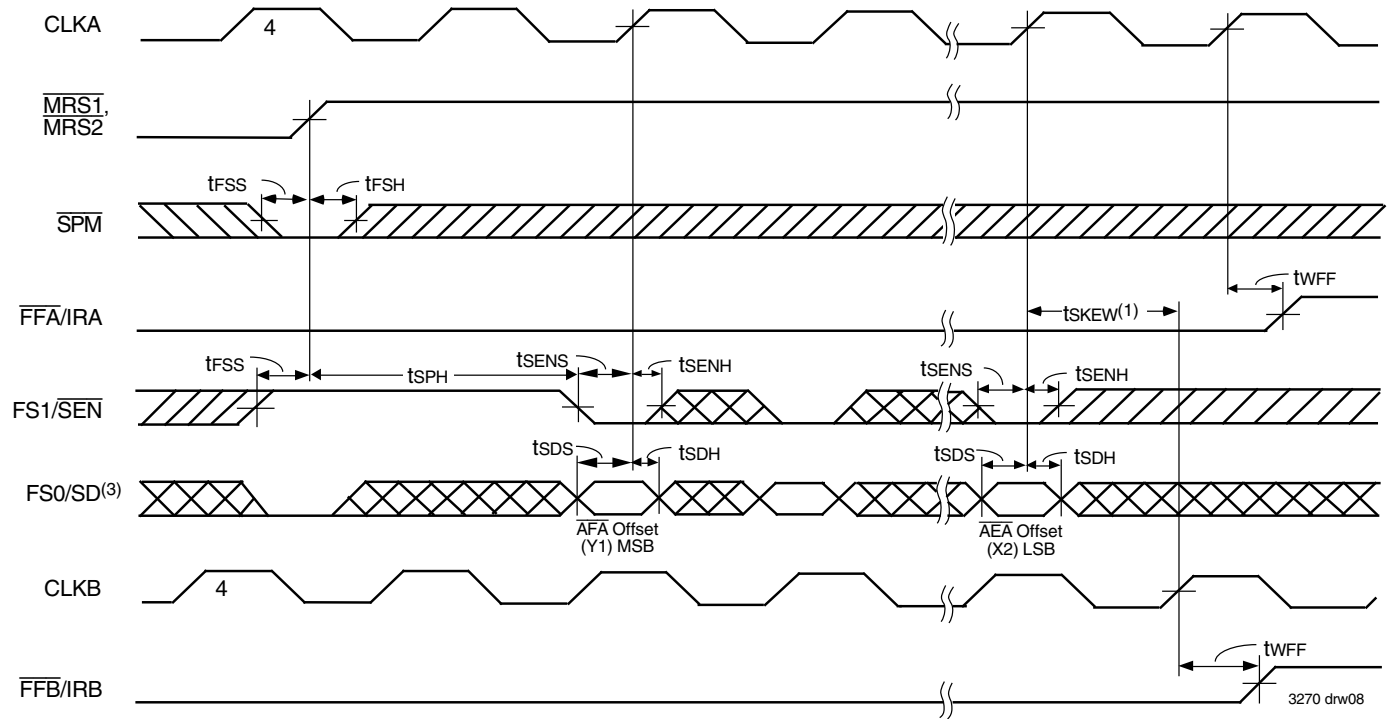 CLKA
4
MRS1,
MRS2
tFSS
tFSH
SPM
tWFF
FFA/IRA
tSKEW(1)
tFSS
tSPH
tSENS
tSENH
tSENS
tSENH
FS1/SEN
tSDS
tSDH
tSDS
tSDH
FS0/SD(3)
AFA Offset
(Y1) MSB
AEA Offset
(X2) LSB
CLKB
4
tWFF
FFB/IRB
3270 drw08